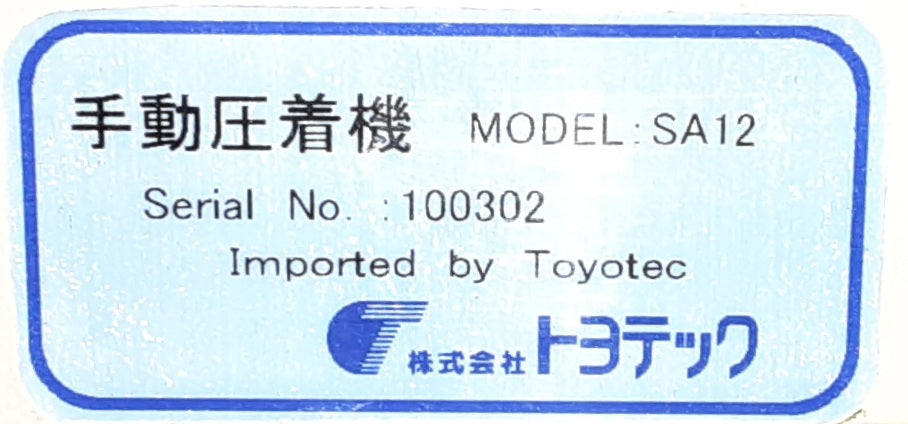 手動圧着機 MODEL:SA12
Serial No. :100302
Imported by Toyotec
株式会社 トヨテック